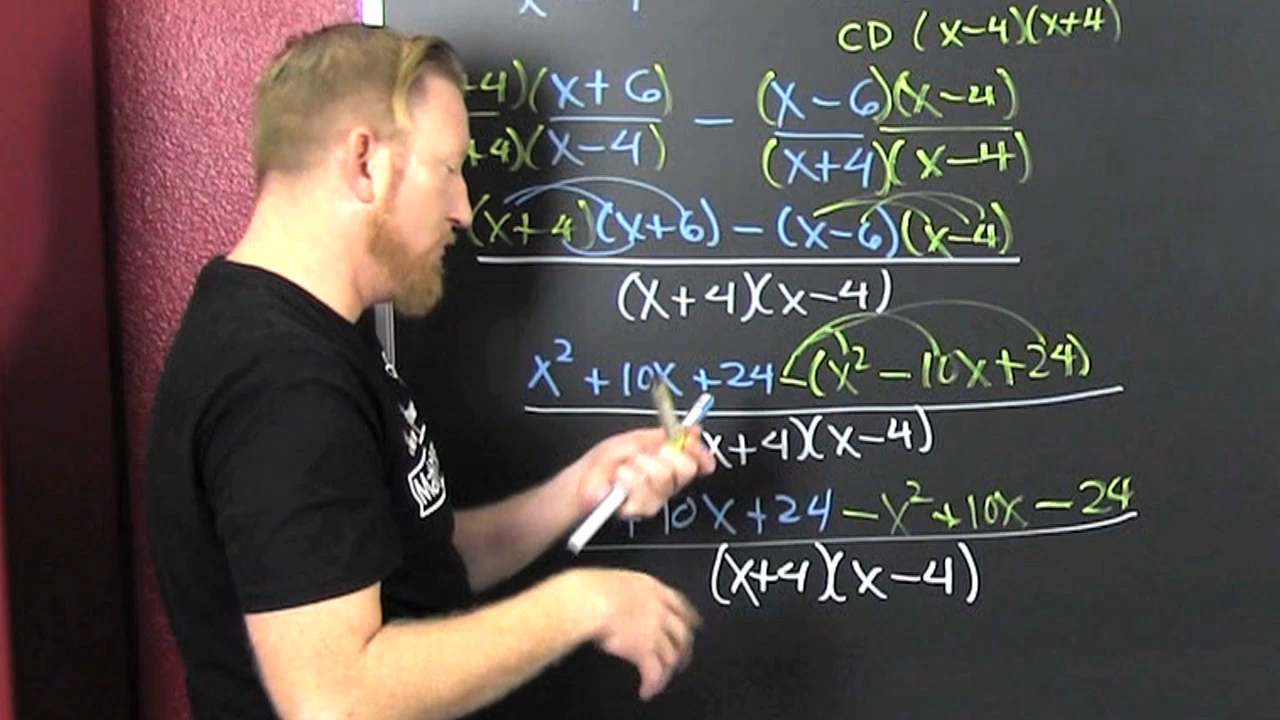 CD (x-4)(x+4)
+4)(x+6) - (x-6)(x-4)
+4)(x-4) (x+4)(x-4)
(x+4)(x+6) - (x-6)(x-4)
(x+4)(x-4)
x² + 10x + 24 - (x² - 10x + 24)
x+4)(x-4)
+ 10x + 24 - x² + 10x - 24
(x+4)(x-4)